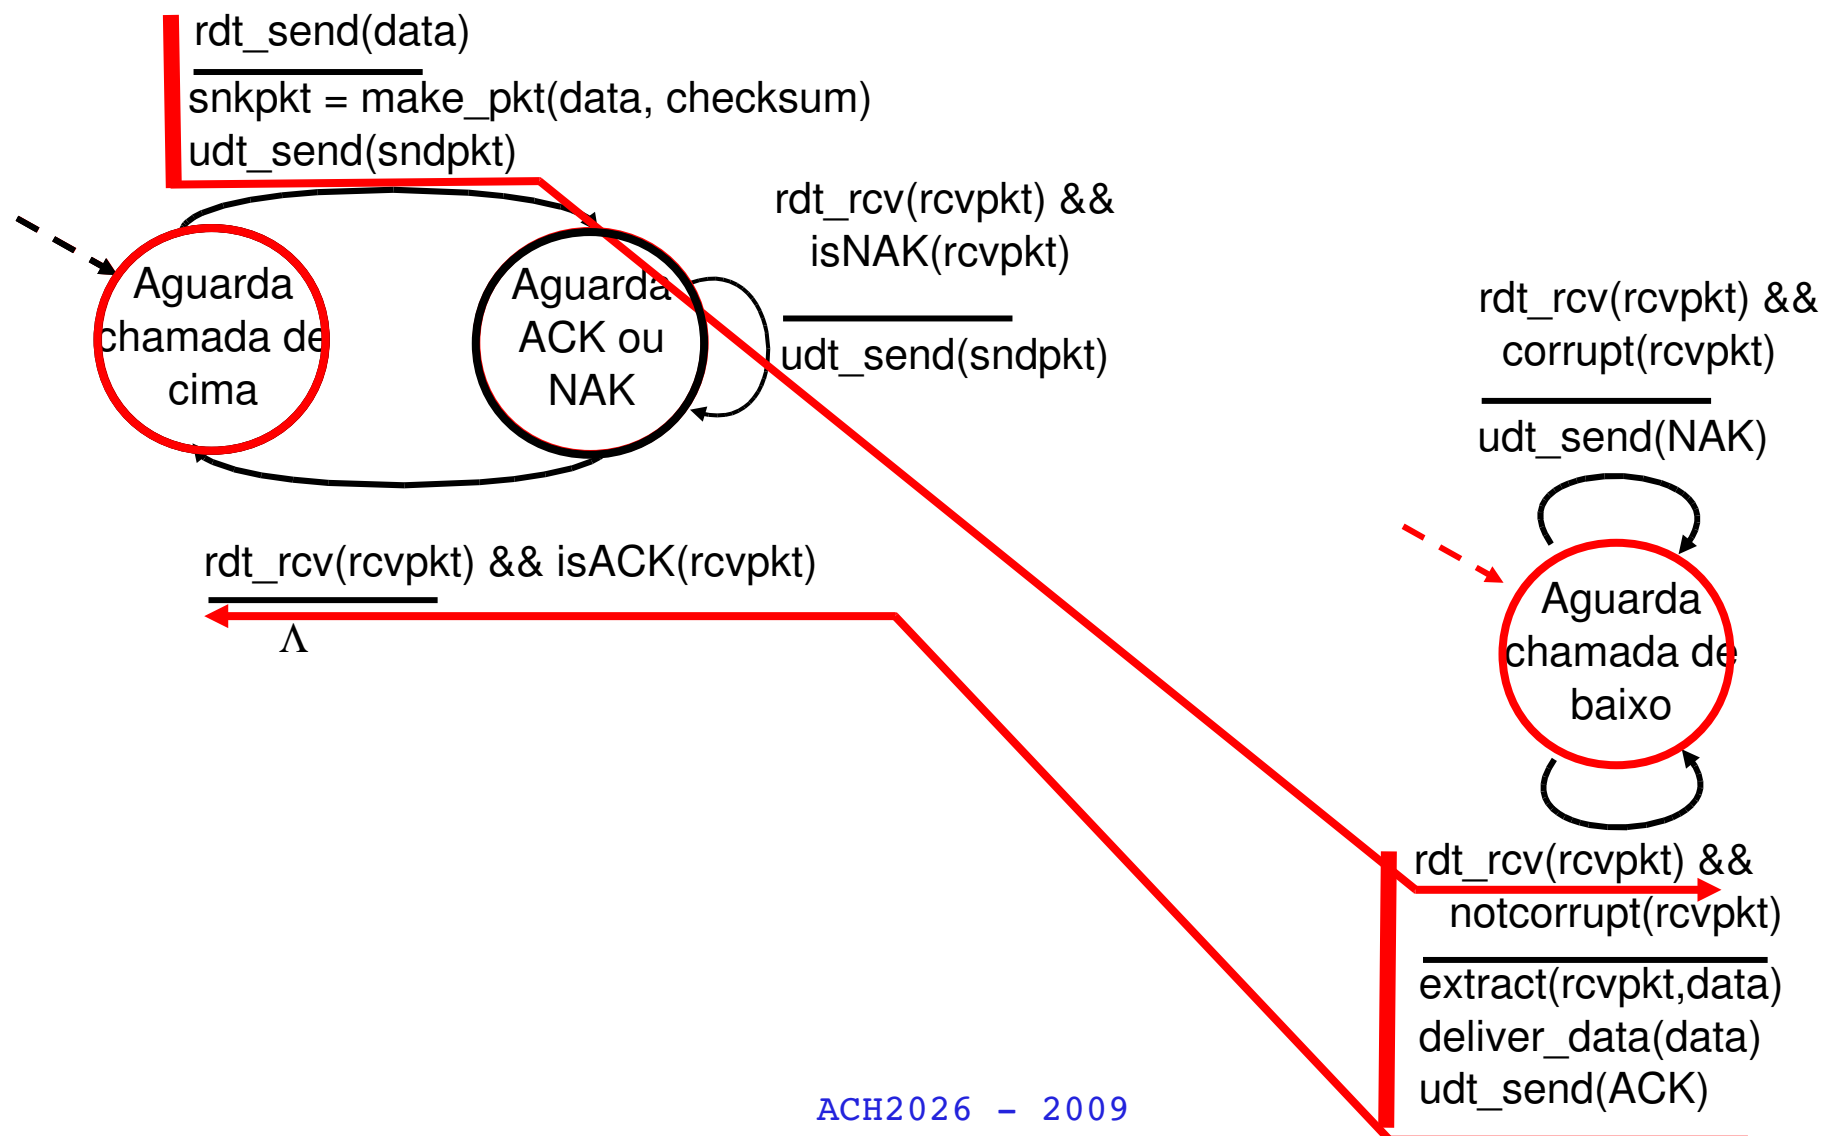 rdt_send(data)
snkpkt = make_pkt(data, checksum)
udt_send(sndpkt)
Aguarda
chamada de
cima
Aguarda
ACK ou
NAK
rdt_rcv(rcvpkt) &&
isNAK(rcvpkt)
udt_send(sndpkt)
rdt_rcv(rcvpkt) && isACK(rcvpkt)
Λ
rdt_rcv(rcvpkt) &&
corrupt(rcvpkt)
udt_send(NAK)
Aguarda
chamada de
baixo
rdt_rcv(rcvpkt) &&
notcorrupt(rcvpkt)
extract(rcvpkt,data)
deliver_data(data)
udt_send(ACK)
ACH2026 - 2009